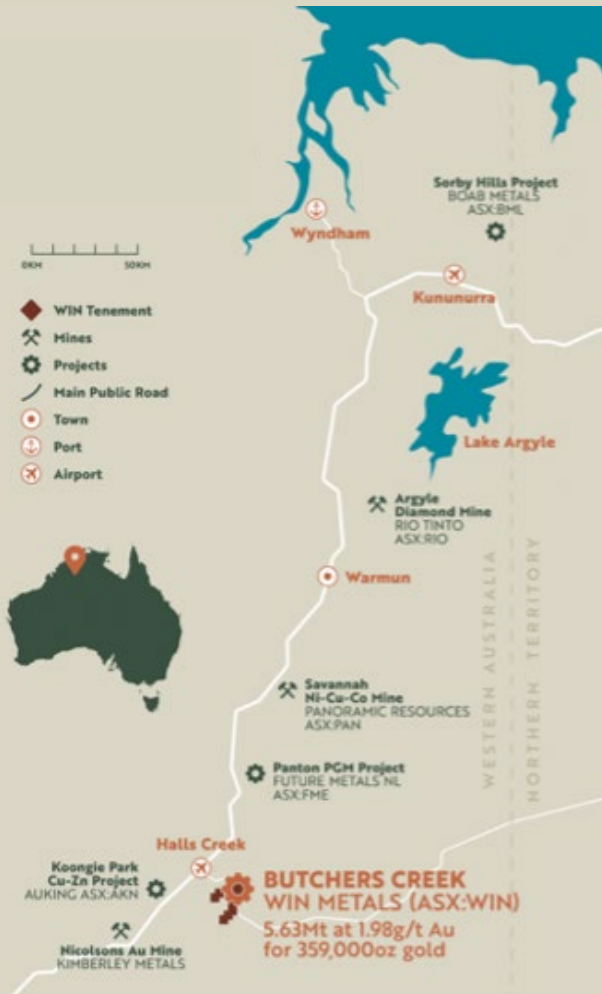 Sorby Hills Project
BOAB METALS
ASX:BML
Wyndham
0KM
50KM
Kununurra
WIN Tenement
Mines
Projects
Main Public Road
Town
Port
Airport
Lake Argyle
Argyle
Diamond Mine
RIO TINTO
ASX:RIO
WESTERN AUSTRALIA
NORTHERN TERRITORY
Warmun
Savannah
Ni-Cu-Co Mine
PANORAMIC RESOURCES
ASX:PAN
Panton PGM Project
FUTURE METALS NL
ASX:FME
Halls Creek
Koongie Park
Cu-Zn Project
AUKING ASX:AKN
BUTCHERS CREEK
WIN METALS (ASX:WIN)
5.63Mt at 1.98g/t Au
for 359,000oz gold
Nicolsons Au Mine
KIMBERLEY METALS